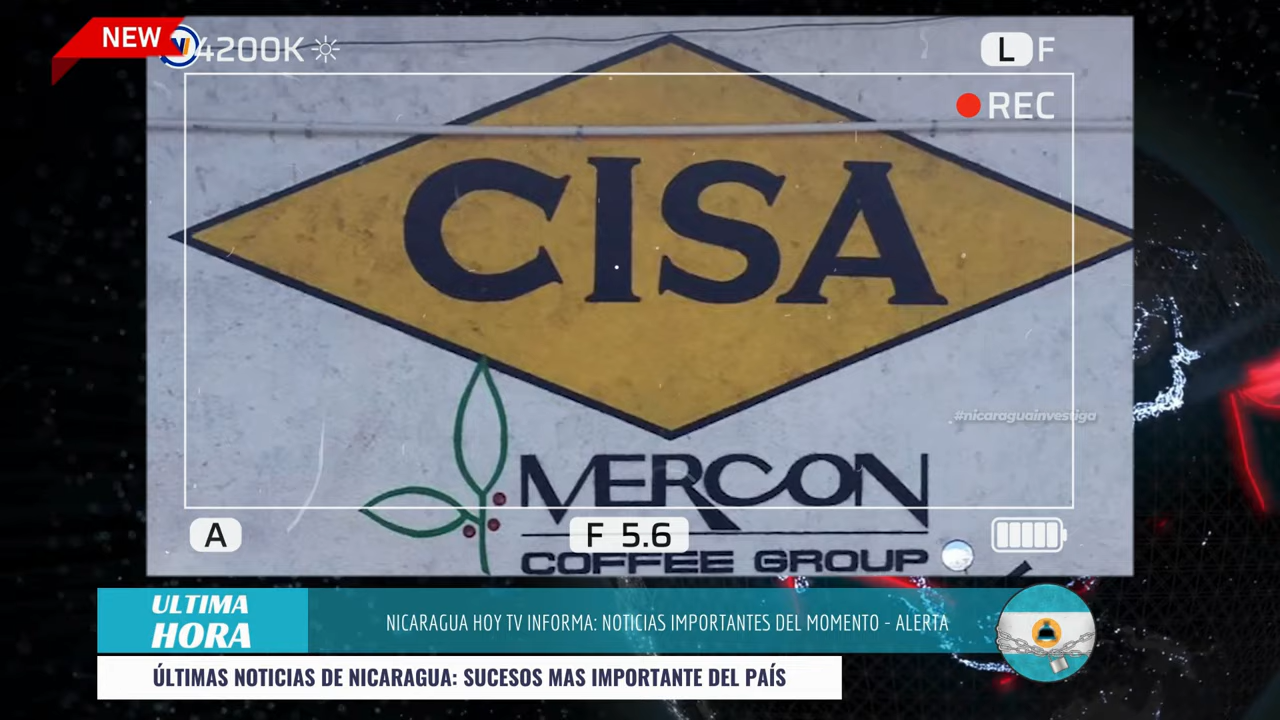 NEW
4200K
L F
REC
CISA
#nicaraguainvestiga
MERCON
A
F 5.6
COFFEE GROUP
ULTIMA
HORA
NICARAGUA HOY TV INFORMA: NOTICIAS IMPORTANTES DEL MOMENTO - ALERTA
ÚLTIMAS NOTICIAS DE NICARAGUA: SUCESOS MAS IMPORTANTE DEL PAÍS